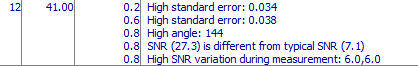 12 41.00 0.2 High standard error: 0.034
0.6 High standard error: 0.038
0.8 High angle: 144
0.8 SNR (27.3) is different from typical SNR (7.1)
0.8 High SNR variation during measurement: 6.0,6.0